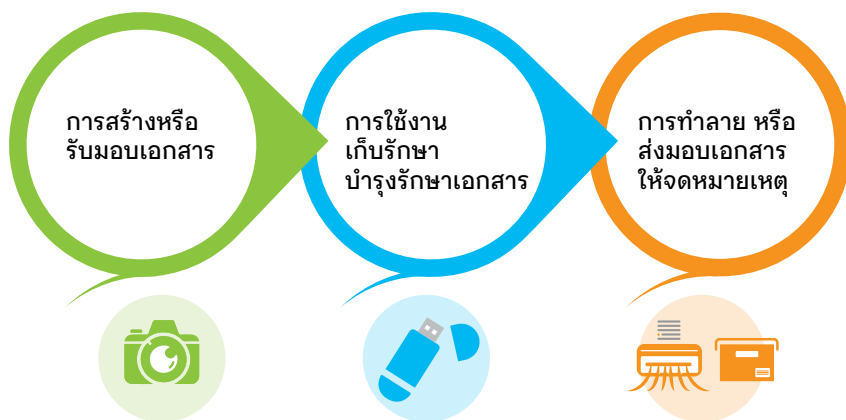 การสร้างหรือ
รับมอบเอกสาร
การใช้งาน
เก็บรักษา
บำรุงรักษาเอกสาร
การทำลาย หรือ
ส่งมอบเอกสาร
ให้จดหมายเหตุ